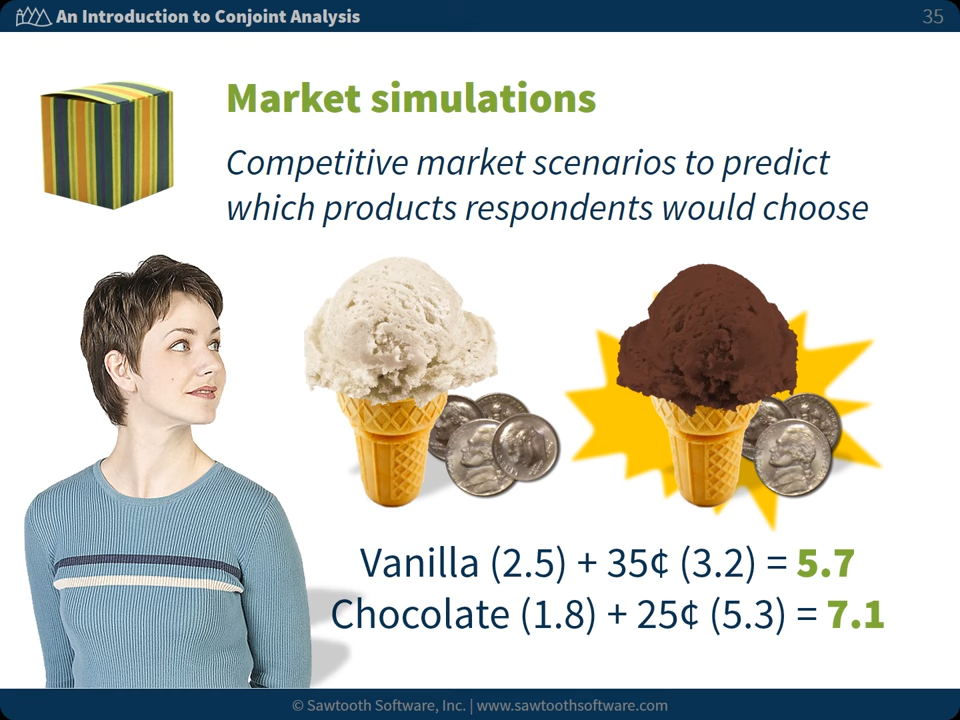 An Introduction to Conjoint Analysis
35
Market simulations
Competitive market scenarios to predict
which products respondents would choose
Vanilla (2.5) + 35¢ (3.2) = 5.7
Chocolate (1.8) + 25¢ (5.3) = 7.1
© Sawtooth Software, Inc. | www.sawtoothsoftware.com